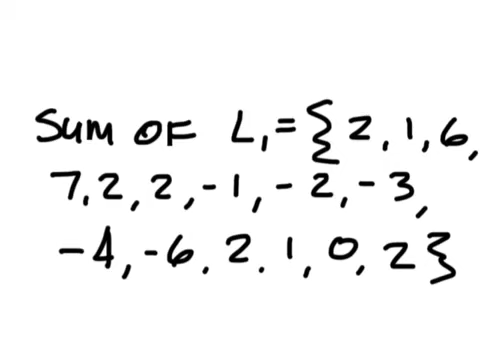 Sum OF L₁ = {2, 1, 6,
7, 2, 2, -1, -2, -3,
-4, -6, 2, 1, 0, 2}